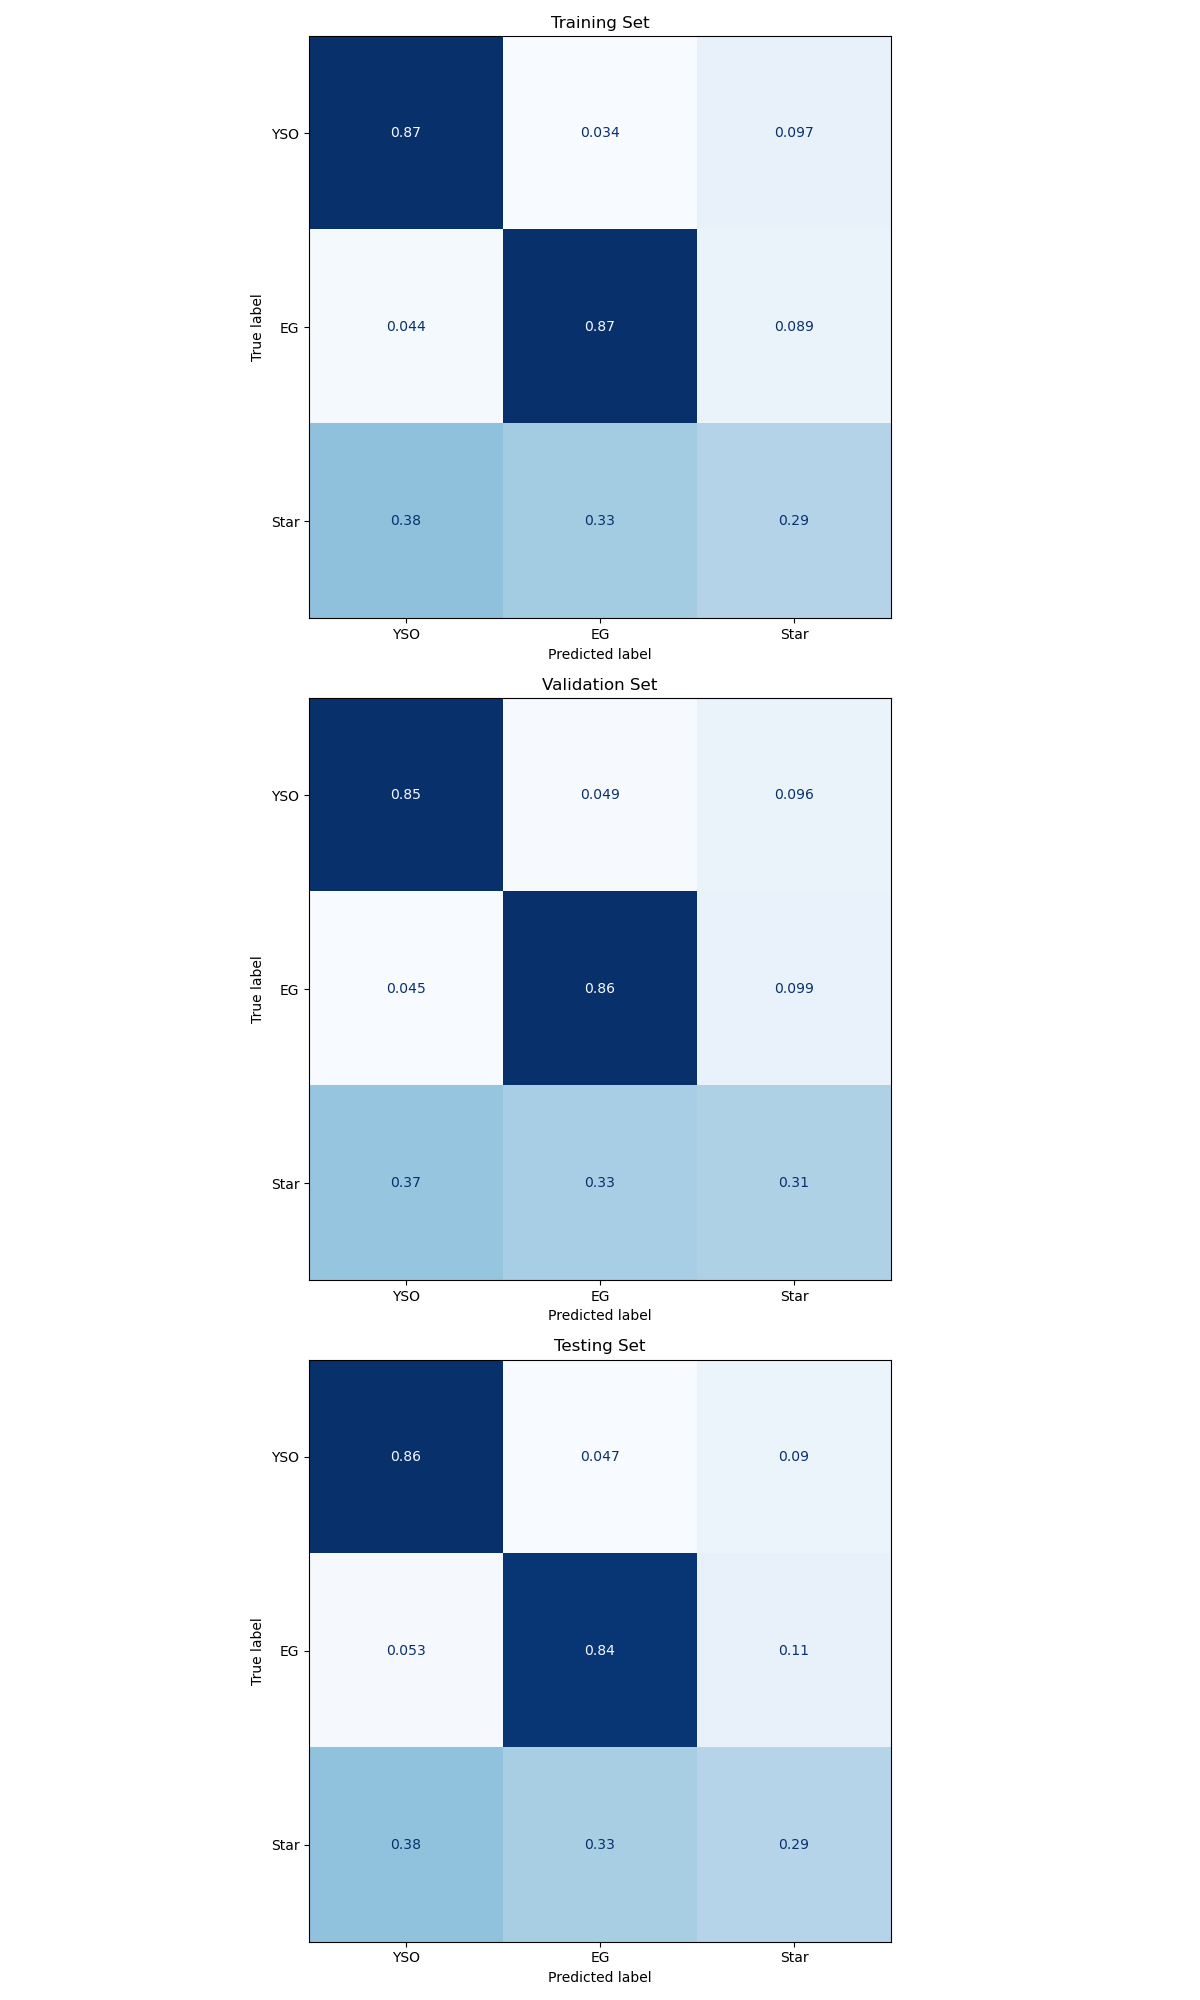 Training Set
YSO 0.87 0.034 0.097
True label
EG 0.044 0.87 0.089
Star 0.38 0.33 0.29
YSO EG Star
Predicted label
Validation Set
YSO 0.85 0.049 0.096
True label
EG 0.045 0.86 0.099
Star 0.37 0.33 0.31
YSO EG Star
Predicted label
Testing Set
YSO 0.86 0.047 0.09
True label
EG 0.053 0.84 0.11
Star 0.38 0.33 0.29
YSO EG Star
Predicted label